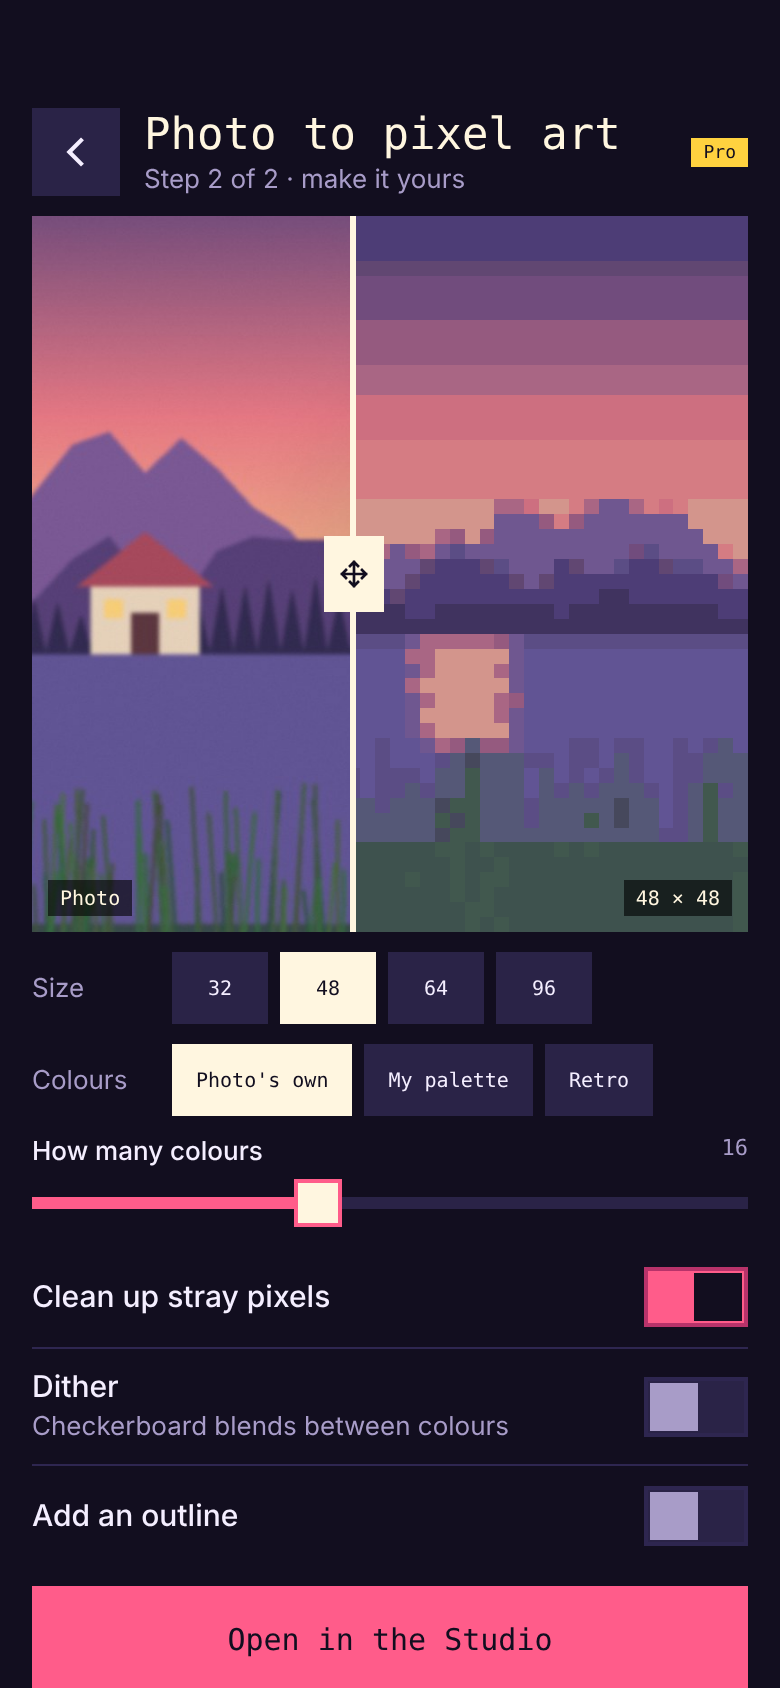 Photo to pixel art
Step 2 of 2 · make it yours
Pro
Photo
48 × 48
Size
32
48
64
96
Colours
Photo's own
My palette
Retro
How many colours
16
Clean up stray pixels
Dither
Checkerboard blends between colours
Add an outline
Open in the Studio